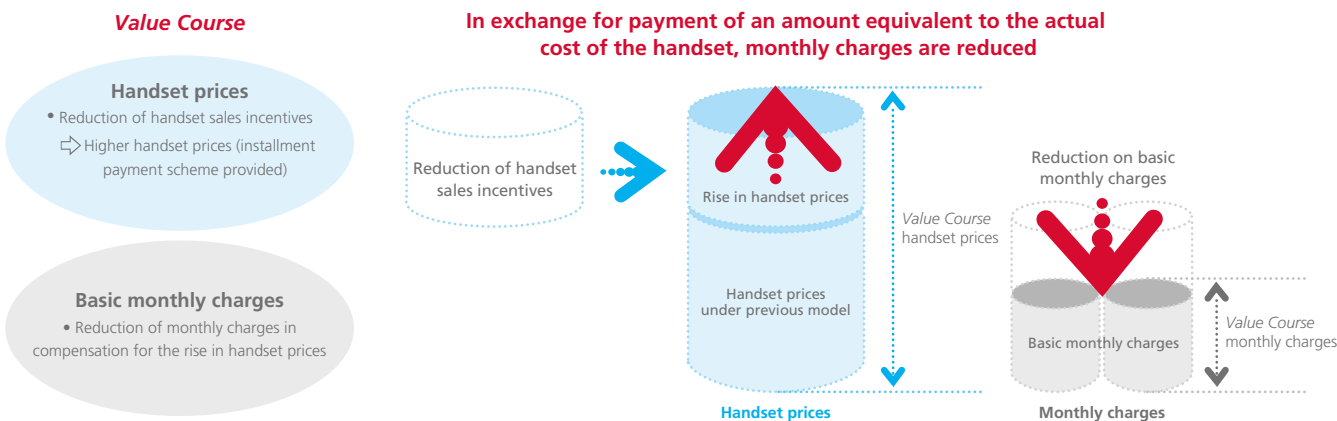 Value Course
Handset prices
• Reduction of handset sales incentives
⇨ Higher handset prices (installment
payment scheme provided)
Basic monthly charges
• Reduction of monthly charges in
compensation for the rise in handset prices
In exchange for payment of an amount equivalent to the actual
cost of the handset, monthly charges are reduced
Reduction of handset
sales incentives
Rise in handset prices
Handset prices
under previous model
Value Course
handset prices
Handset prices
Reduction on basic
monthly charges
Basic monthly charges
Value Course
monthly charges
Monthly charges